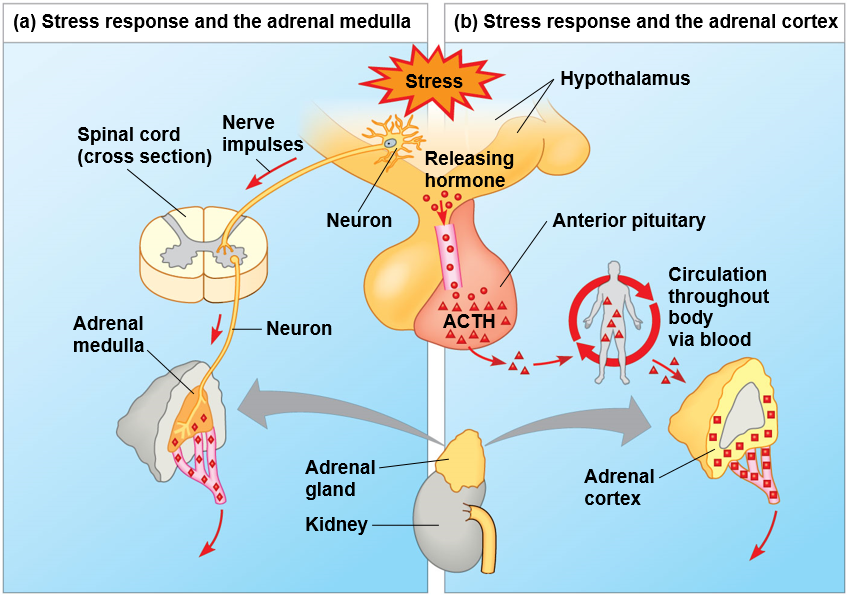 (a) Stress response and the adrenal medulla
(b) Stress response and the adrenal cortex
Stress
Hypothalamus
Spinal cord
(cross section)
Nerve
impulses
Releasing
hormone
Neuron
Anterior pituitary
Circulation
throughout
body
via blood
ACTH
Adrenal
medulla
Neuron
Adrenal
gland
Kidney
Adrenal
cortex